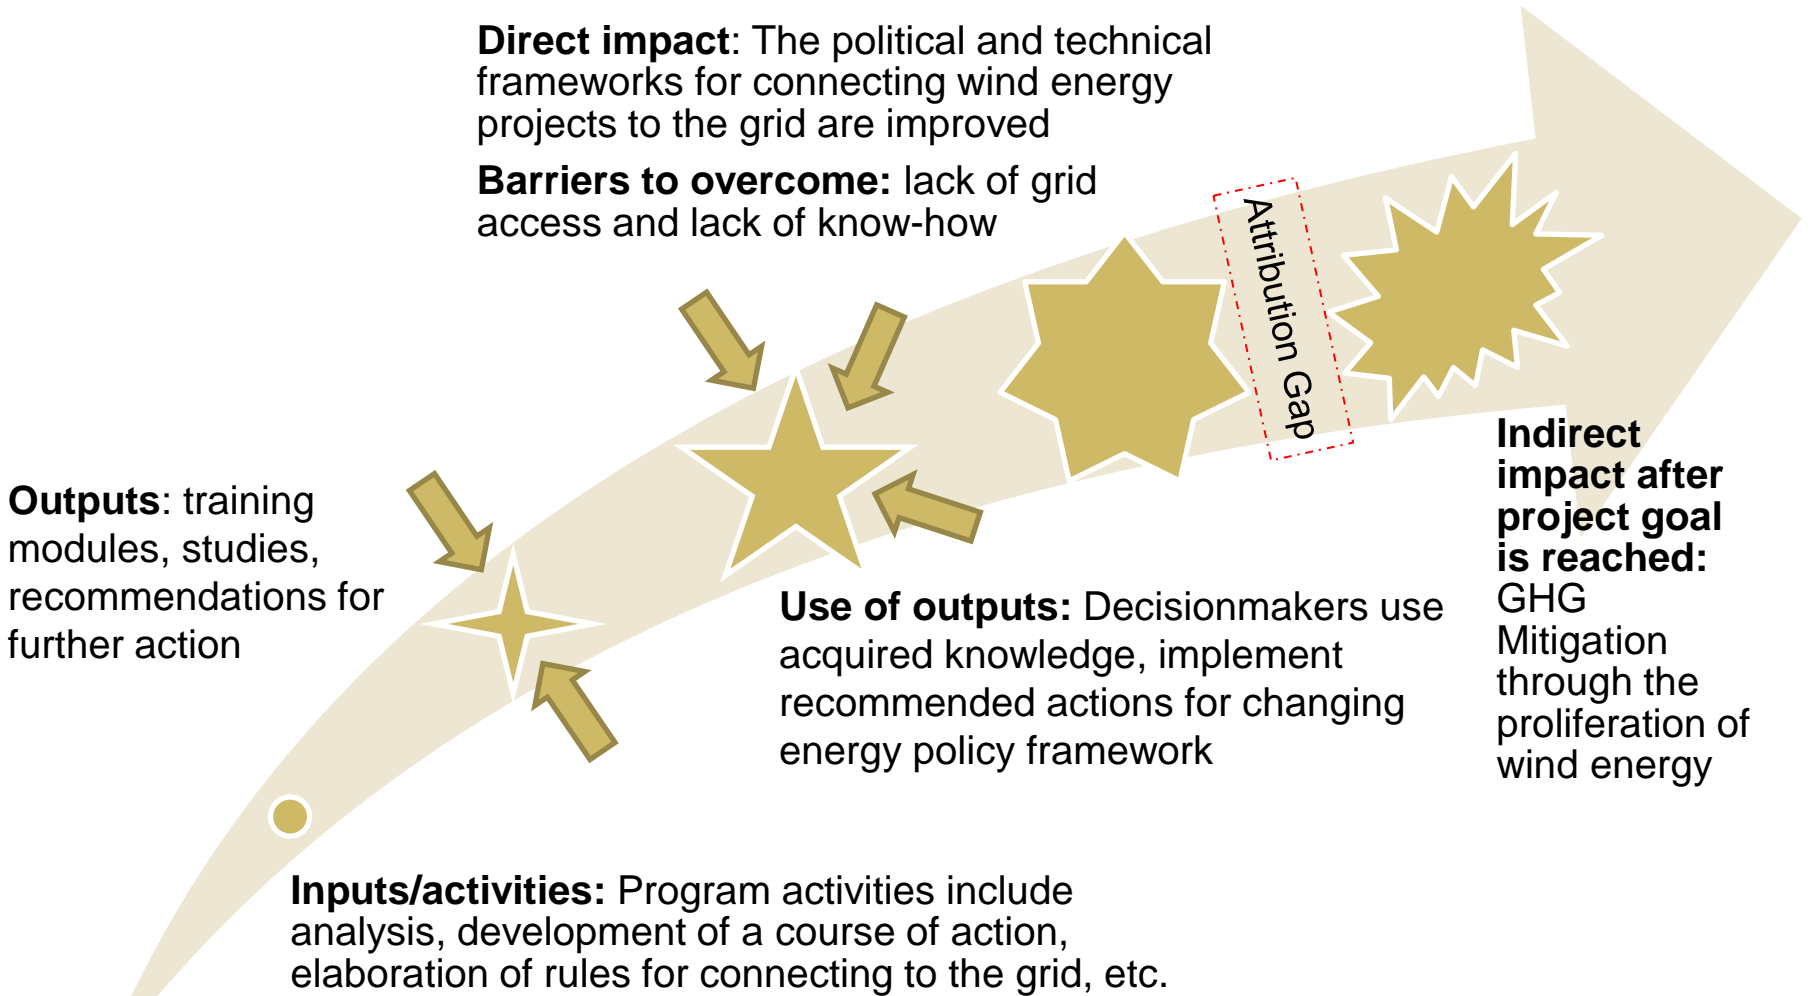 Direct impact: The political and technical
frameworks for connecting wind energy
projects to the grid are improved
Barriers to overcome: lack of grid
access and lack of know-how
Attribution Gap
Outputs: training
modules, studies,
recommendations for
further action
Use of outputs: Decisionmakers use
acquired knowledge, implement
recommended actions for changing
energy policy framework
Indirect
impact after
project goal
is reached:
GHG
Mitigation
through the
proliferation of
wind energy
Inputs/activities: Program activities include
analysis, development of a course of action,
elaboration of rules for connecting to the grid, etc.